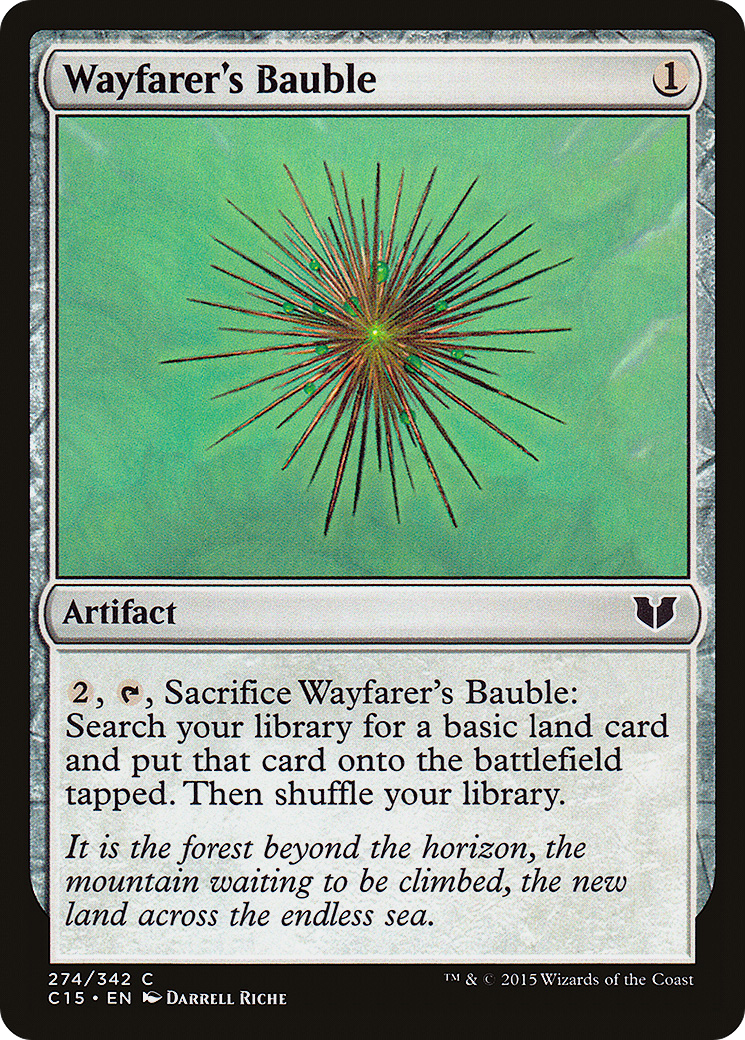 Wayfarer's Bauble 1
Artifact
2, , Sacrifice Wayfarer's Bauble:
Search your library for a basic land card
and put that card onto the battlefield
tapped. Then shuffle your library.
It is the forest beyond the horizon, the
mountain waiting to be climbed, the new
land across the endless sea.
274/342 C
C15 • EN DARRELL RICHE
™ & © 2015 Wizards of the Coast